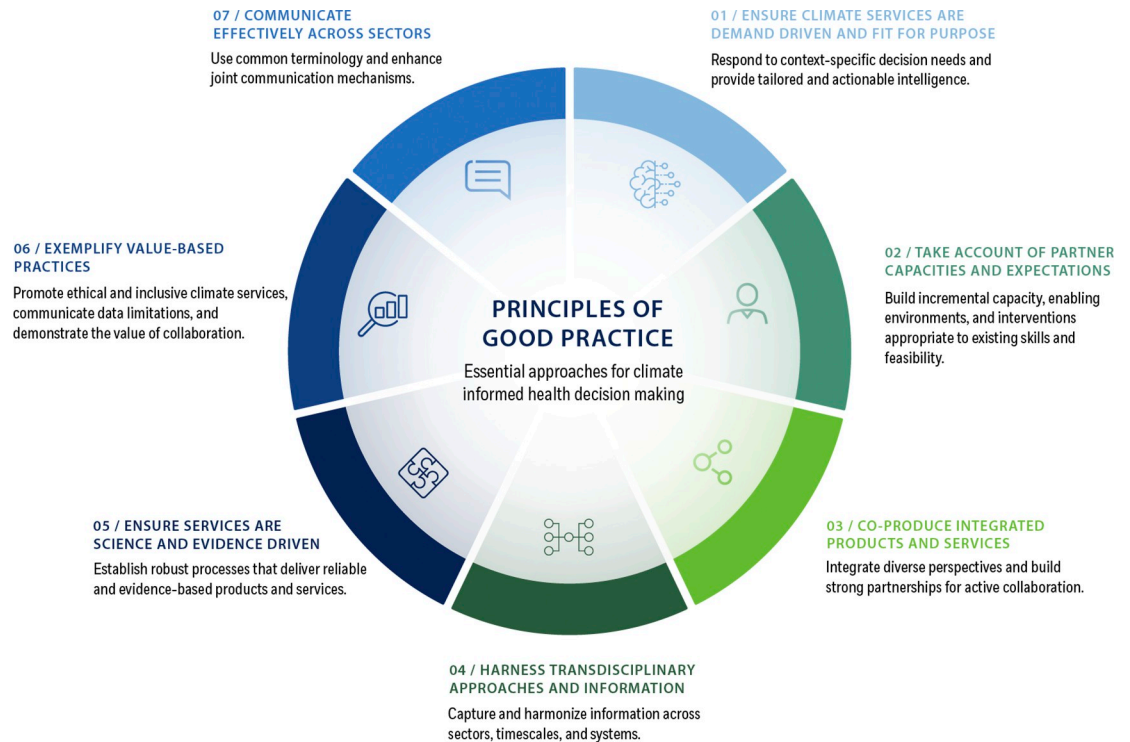 07 / COMMUNICATE
EFFECTIVELY ACROSS SECTORS
Use common terminology and enhance
joint communication mechanisms.
01 / ENSURE CLIMATE SERVICES ARE
DEMAND DRIVEN AND FIT FOR PURPOSE
Respond to context-specific decision needs and
provide tailored and actionable intelligence.
06 / EXEMPLIFY VALUE-BASED
PRACTICES
Promote ethical and inclusive climate services,
communicate data limitations, and
demonstrate the value of collaboration.
02 / TAKE ACCOUNT OF PARTNER
CAPACITIES AND EXPECTATIONS
Build incremental capacity, enabling
environments, and interventions
appropriate to existing skills and
feasibility.
PRINCIPLES OF
GOOD PRACTICE
Essential approaches for climate
informed health decision making
05 / ENSURE SERVICES ARE
SCIENCE AND EVIDENCE DRIVEN
Establish robust processes that deliver reliable
and evidence-based products and services.
03 / CO-PRODUCE INTEGRATED
PRODUCTS AND SERVICES
Integrate diverse perspectives and build
strong partnerships for active collaboration.
04 / HARNESS TRANSDISCIPLINARY
APPROACHES AND INFORMATION
Capture and harmonize information across
sectors, timescales, and systems.